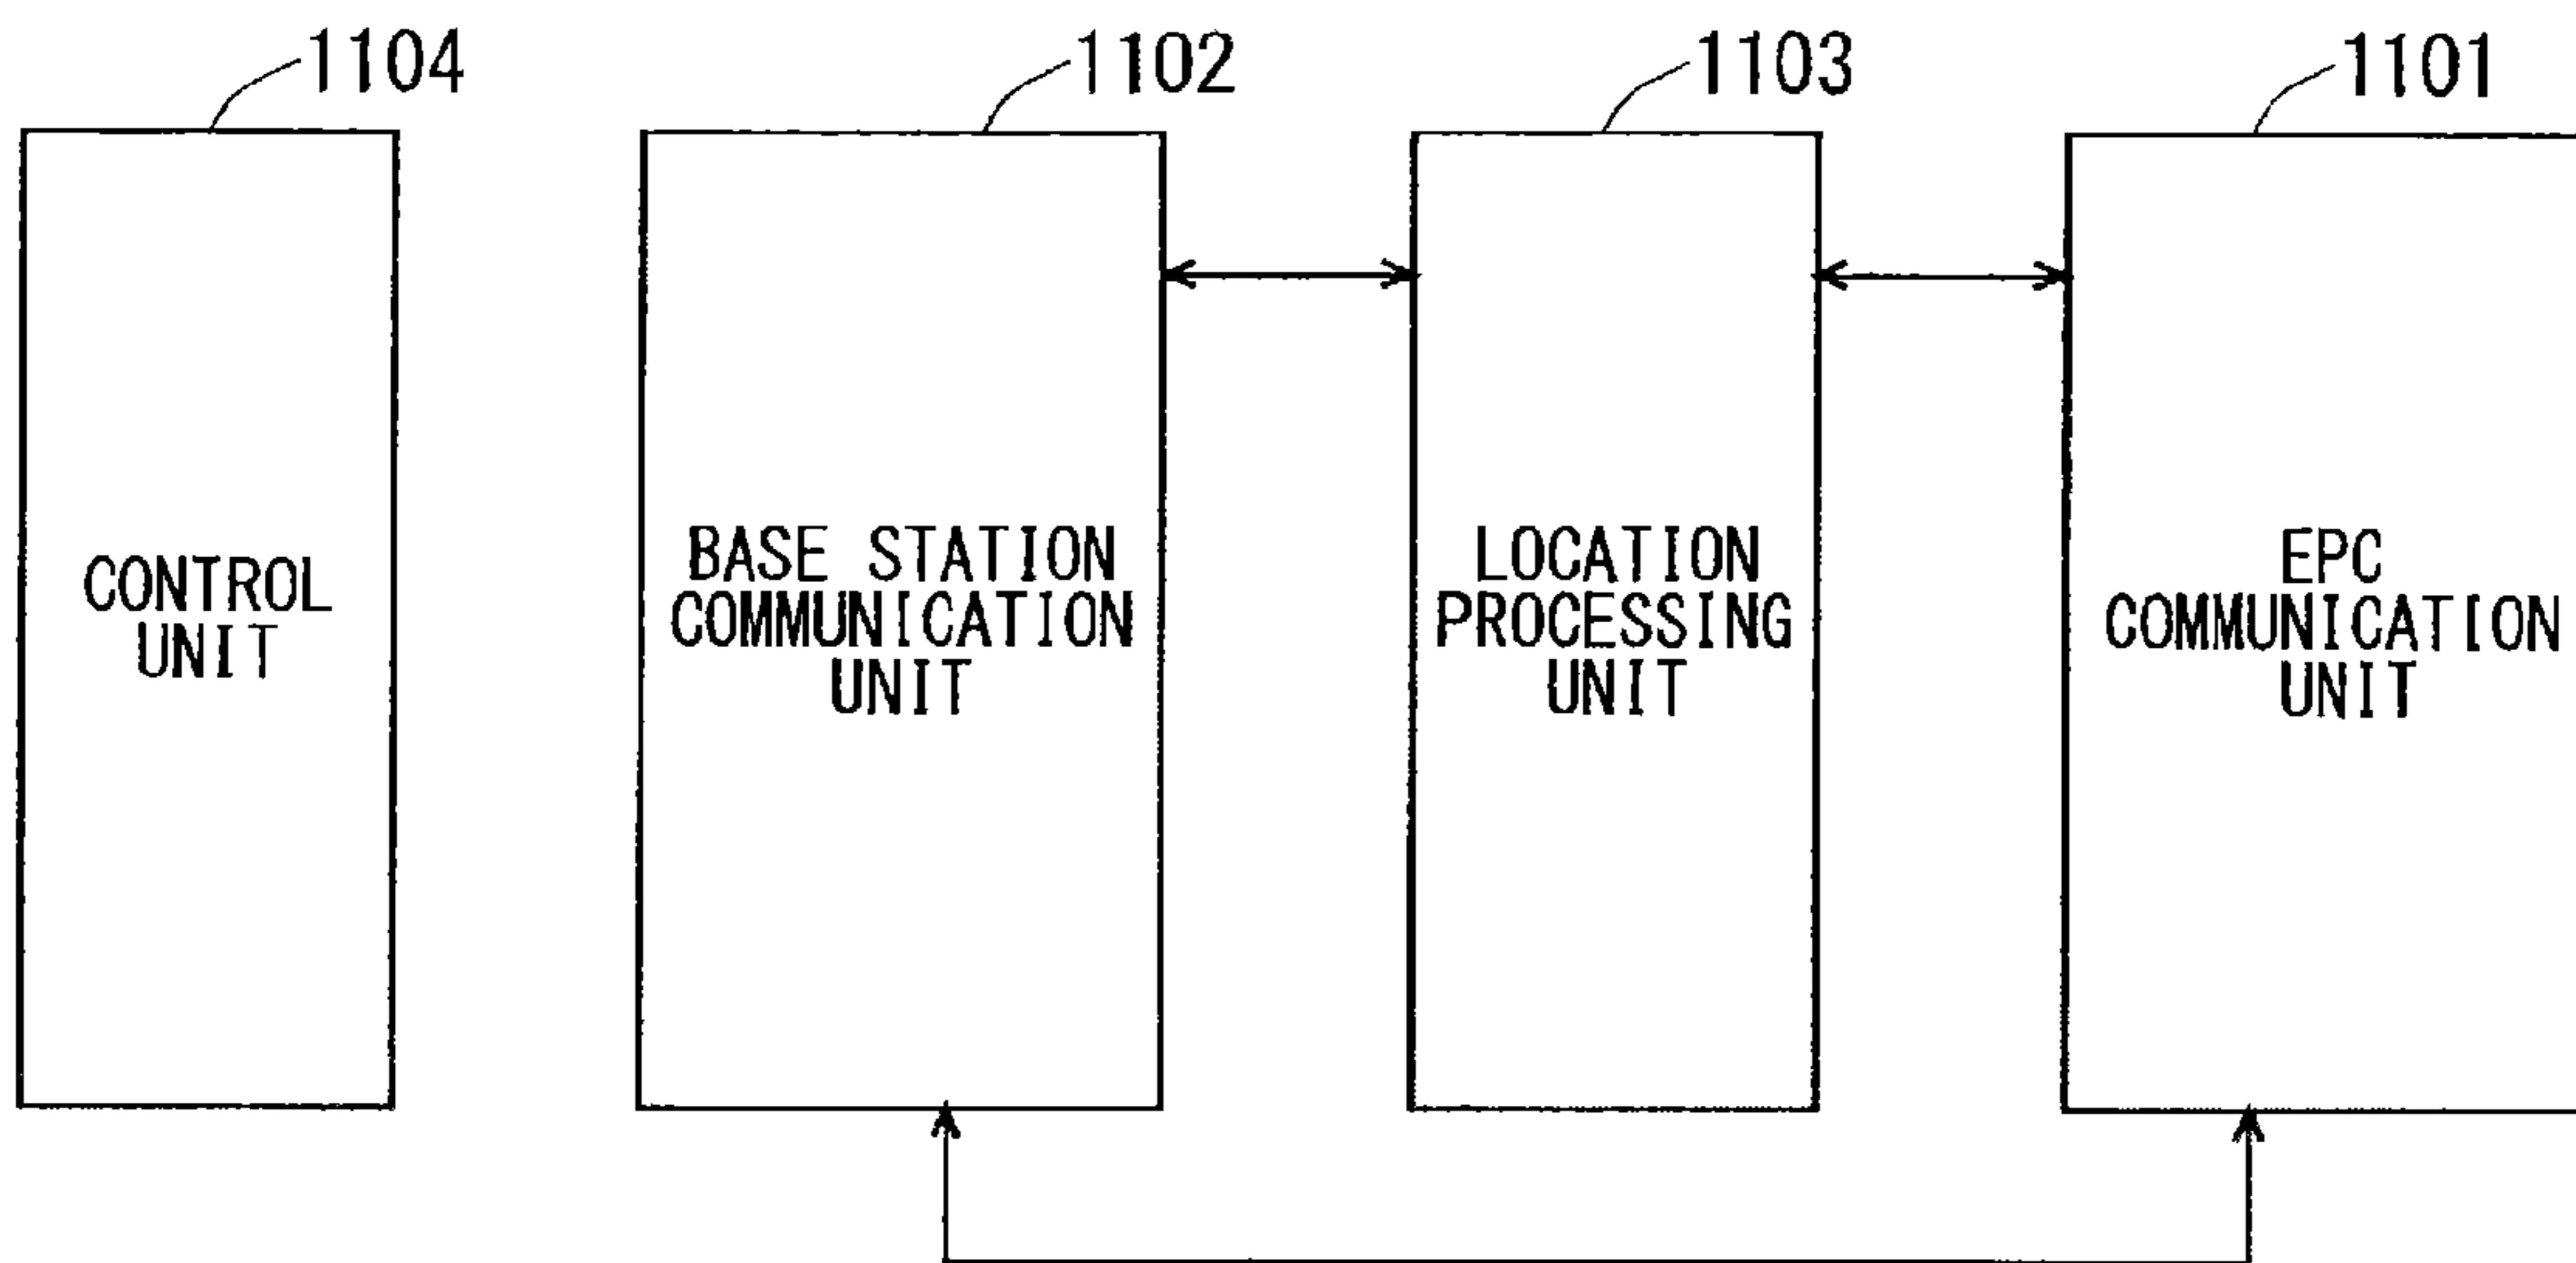 1104
1102
1103
1101
CONTROL
UNIT
BASE STATION
COMMUNICATION
UNIT
LOCATION
PROCESSING
UNIT
EPC
COMMUNICATION
UNIT